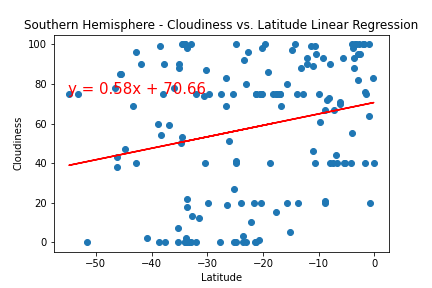 Southern Hemisphere - Cloudiness vs. Latitude Linear Regression
100
80
y = 0.58x + 70.66
60
Cloudiness
40
20
0
−50 −40 −30 −20 −10 0
Latitude